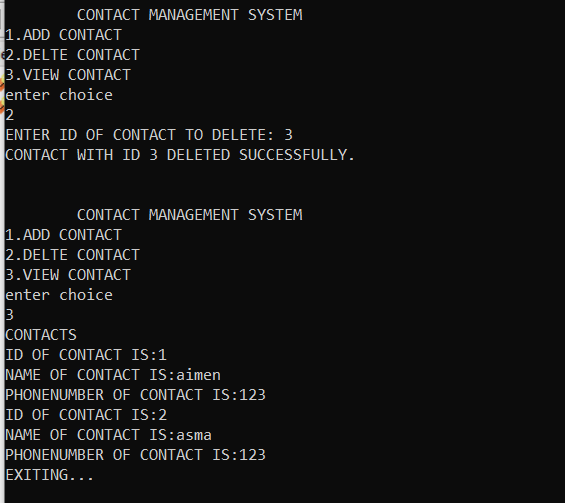 CONTACT MANAGEMENT SYSTEM
1.ADD CONTACT
2.DELTE CONTACT
3.VIEW CONTACT
enter choice
2
ENTER ID OF CONTACT TO DELETE: 3
CONTACT WITH ID 3 DELETED SUCCESSFULLY.
CONTACT MANAGEMENT SYSTEM
1.ADD CONTACT
2.DELTE CONTACT
3.VIEW CONTACT
enter choice
3
CONTACTS
ID OF CONTACT IS:1
NAME OF CONTACT IS:aimen
PHONENUMBER OF CONTACT IS:123
ID OF CONTACT IS:2
NAME OF CONTACT IS:asma
PHONENUMBER OF CONTACT IS:123
EXITING...